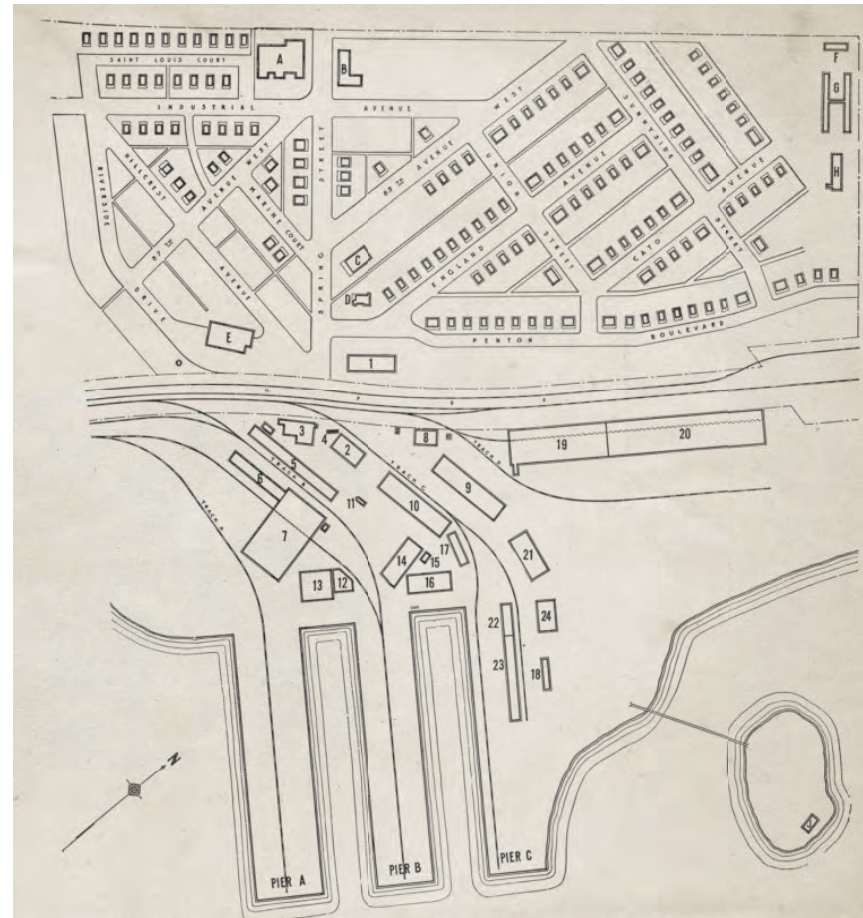 SAINT LOUIS COURT
A
B
F
G
H
INDUSTRIAL AVENUE
WEST
HILLCREST
RIVERSIDE DRIVE
AVENUE WEST
MARINE COURT
STREET
AVENUE
SUNNYSIDE AVENUE
UNION STREET
ENGLAND AVENUE
CATO
STREET
AVENUE
SPRING
C
D
E
PENTON BOULEVARD
1
3
4
2
8
19
20
5
TRACK B
TRACK C
TRACK D
6
TRACK A
9
10
11
7
17
14
15
21
13
12
16
22
24
23
18
N
PIER A
PIER B
PIER C